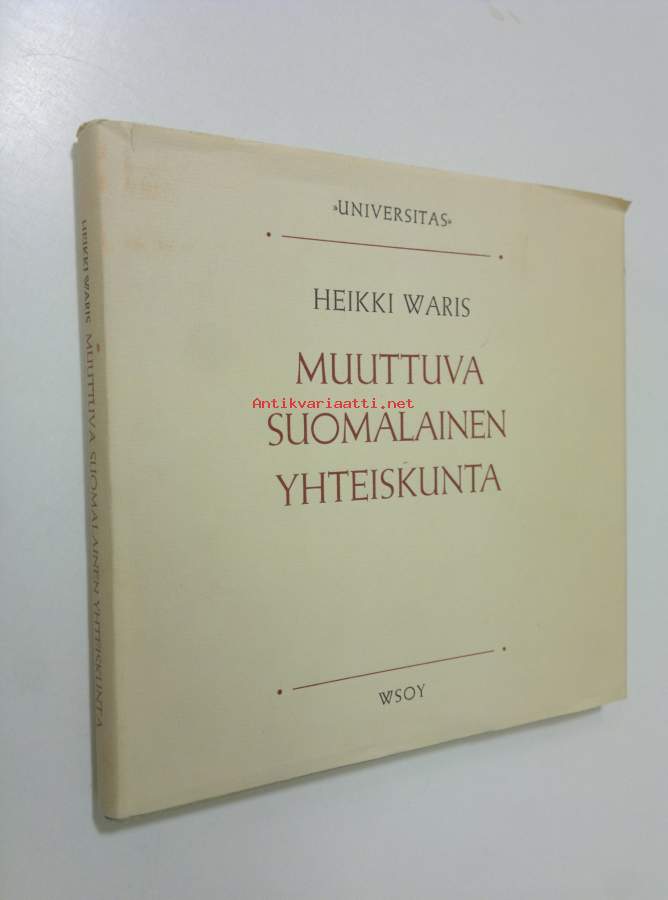 »UNIVERSITAS»
HEIKKI WARIS
MUUTTUVA
Antikvariaatti.net
SUOMALAINEN
YHTEISKUNTA
WSOY
HEIKKI WARIS MUUTTUVA SUOMALAINEN YHTEISKUNTA